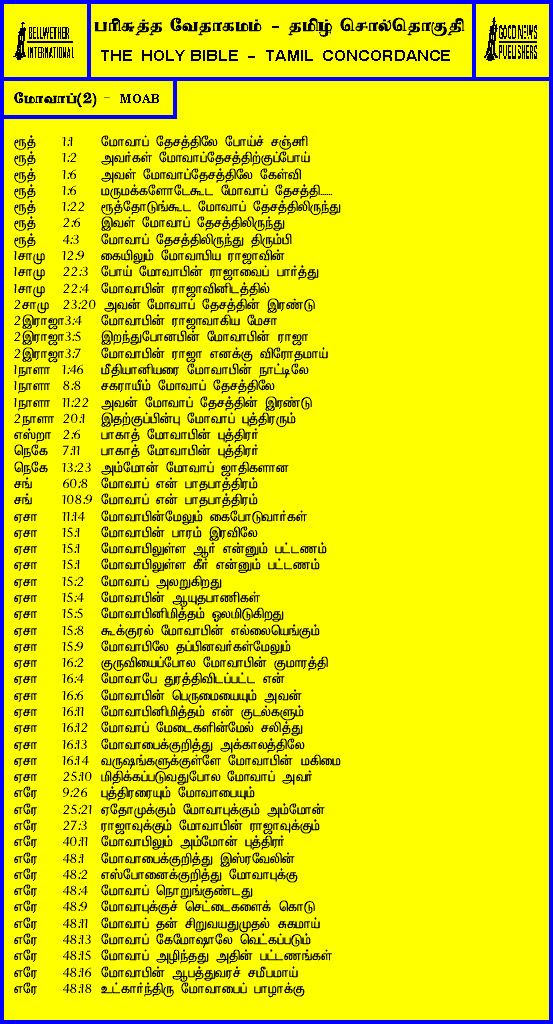 BELLWETHER
INTERNATIONAL
பரிசுத்த வேதாகமம் - தமிழ் சொல்தொகுதி
THE HOLY BIBLE - TAMIL CONCORDANCE
GOOD NEWS
PUBLISHERS
மோவாப்(2) - MOAB
ரூத் 1:1 மோவாப் தேசத்திலே போய்ச் சஞ்சரி
ரூத் 1:2 அவர்கள் மோவாப்தேசத்திற்குப்போய்
ரூத் 1:6 அவள் மோவாப்தேசத்திலே கேள்வி
ரூத் 1:6 மருமக்களோடேகூட மோவாப் தேசத்தி.....
ரூத் 1:22 ரூத்தோடுங்கூட மோவாப் தேசத்திலிருந்து
ரூத் 2:6 இவள் மோவாப் தேசத்திலிருந்து
ரூத் 4:3 மோவாப் தேசத்திலிருந்து திரும்பி
1சாமு 12:9 கையிலும் மோவாபிய ராஜாவின்
1சாமு 22:3 போய் மோவாபின் ராஜாவைப் பார்த்து
1சாமு 22:4 மோவாபின் ராஜாவினிடத்தில்
2சாமு 23:20 அவன் மோவாப் தேசத்தின் இரண்டு
2இராஜா3:4 மோவாபின் ராஜாவாகிய மேசா
2இராஜா3:5 இறந்துபோனபின் மோவாபின் ராஜா
2இராஜா3:7 மோவாபின் ராஜா எனக்கு விரோதமாய்
1நாளா 1:46 மீதியானியரை மோவாபின் நாட்டிலே
1நாளா 8:8 சகராயீம் மோவாப் தேசத்திலே
1நாளா 11:22 அவன் மோவாப் தேசத்தின் இரண்டு
2நாளா 20:1 இதற்குப்பின்பு மோவாப் புத்திரரும்
எஸ்றா 2:6 பாகாத் மோவாபின் புத்திரர்
நெகே 7:11 பாகாத் மோவாபின் புத்திரர்
நெகே 13:23 அம்மோன் மோவாப் ஜாதிகளான
சங் 60:8 மோவாப் என் பாதபாத்திரம்
சங் 108:9 மோவாப் என் பாதபாத்திரம்
ஏசா 11:14 மோவாபின்மேலும் கைபோடுவார்கள்
ஏசா 15:1 மோவாபின் பாரம் இரவிலே
ஏசா 15:1 மோவாபிலுள்ள ஆர் என்னும் பட்டணம்
ஏசா 15:1 மோவாபிலுள்ள கீர் என்னும் பட்டணம்
ஏசா 15:2 மோவாப் அலறுகிறது
ஏசா 15:4 மோவாபின் ஆயுதபாணிகள்
ஏசா 15:5 மோவாபினிமித்தம் ஓலமிடுகிறது
ஏசா 15:8 கூக்குரல் மோவாபின் எல்லையெங்கும்
ஏசா 15:9 மோவாபிலே தப்பினவர்கள்மேலும்
ஏசா 16:2 குருவியைப்போல மோவாபின் குமாரத்தி
ஏசா 16:4 மோவாபே துரத்திவிடப்பட்ட என்
ஏசா 16:6 மோவாபின் பெருமையையும் அவன்
ஏசா 16:11 மோவாபினிமித்தம் என் குடல்களும்
ஏசா 16:12 மோவாப் மேடைகளின்மேல் சலித்து
ஏசா 16:13 மோவாபைக்குறித்து அக்காலத்திலே
ஏசா 16:14 வருஷங்களுக்குள்ளே மோவாபின் மகிமை
ஏசா 25:10 மிதிக்கப்படுவதுபோல மோவாப் அவர்
எரே 9:26 புத்திரரையும் மோவாபையும்
எரே 25:21 ஏதோமுக்கும் மோவாபுக்கும் அம்மோன்
எரே 27:3 ராஜாவுக்கும் மோவாபின் ராஜாவுக்கும்
எரே 40:11 மோவாபிலும் அம்மோன் புத்திரர்
எரே 48:1 மோவாபைக்குறித்து இஸ்ரவேலின்
எரே 48:2 எஸ்போனைக்குறித்து மோவாபுக்கு
எரே 48:4 மோவாப் நொறுங்குண்டது
எரே 48:9 மோவாபுக்குச் செட்டைகளைக் கொடு
எரே 48:11 மோவாப் தன் சிறுவயதுமுதல் சுகமாய்
எரே 48:13 மோவாப் கேமோஷாலே வெட்கப்படும்
எரே 48:15 மோவாப் அழிந்தது அதின் பட்டணங்கள்
எரே 48:16 மோவாபின் ஆபத்துவரச் சமீபமாய்
எரே 48:18 உட்கார்ந்திரு மோவாபைப் பாழாக்கு